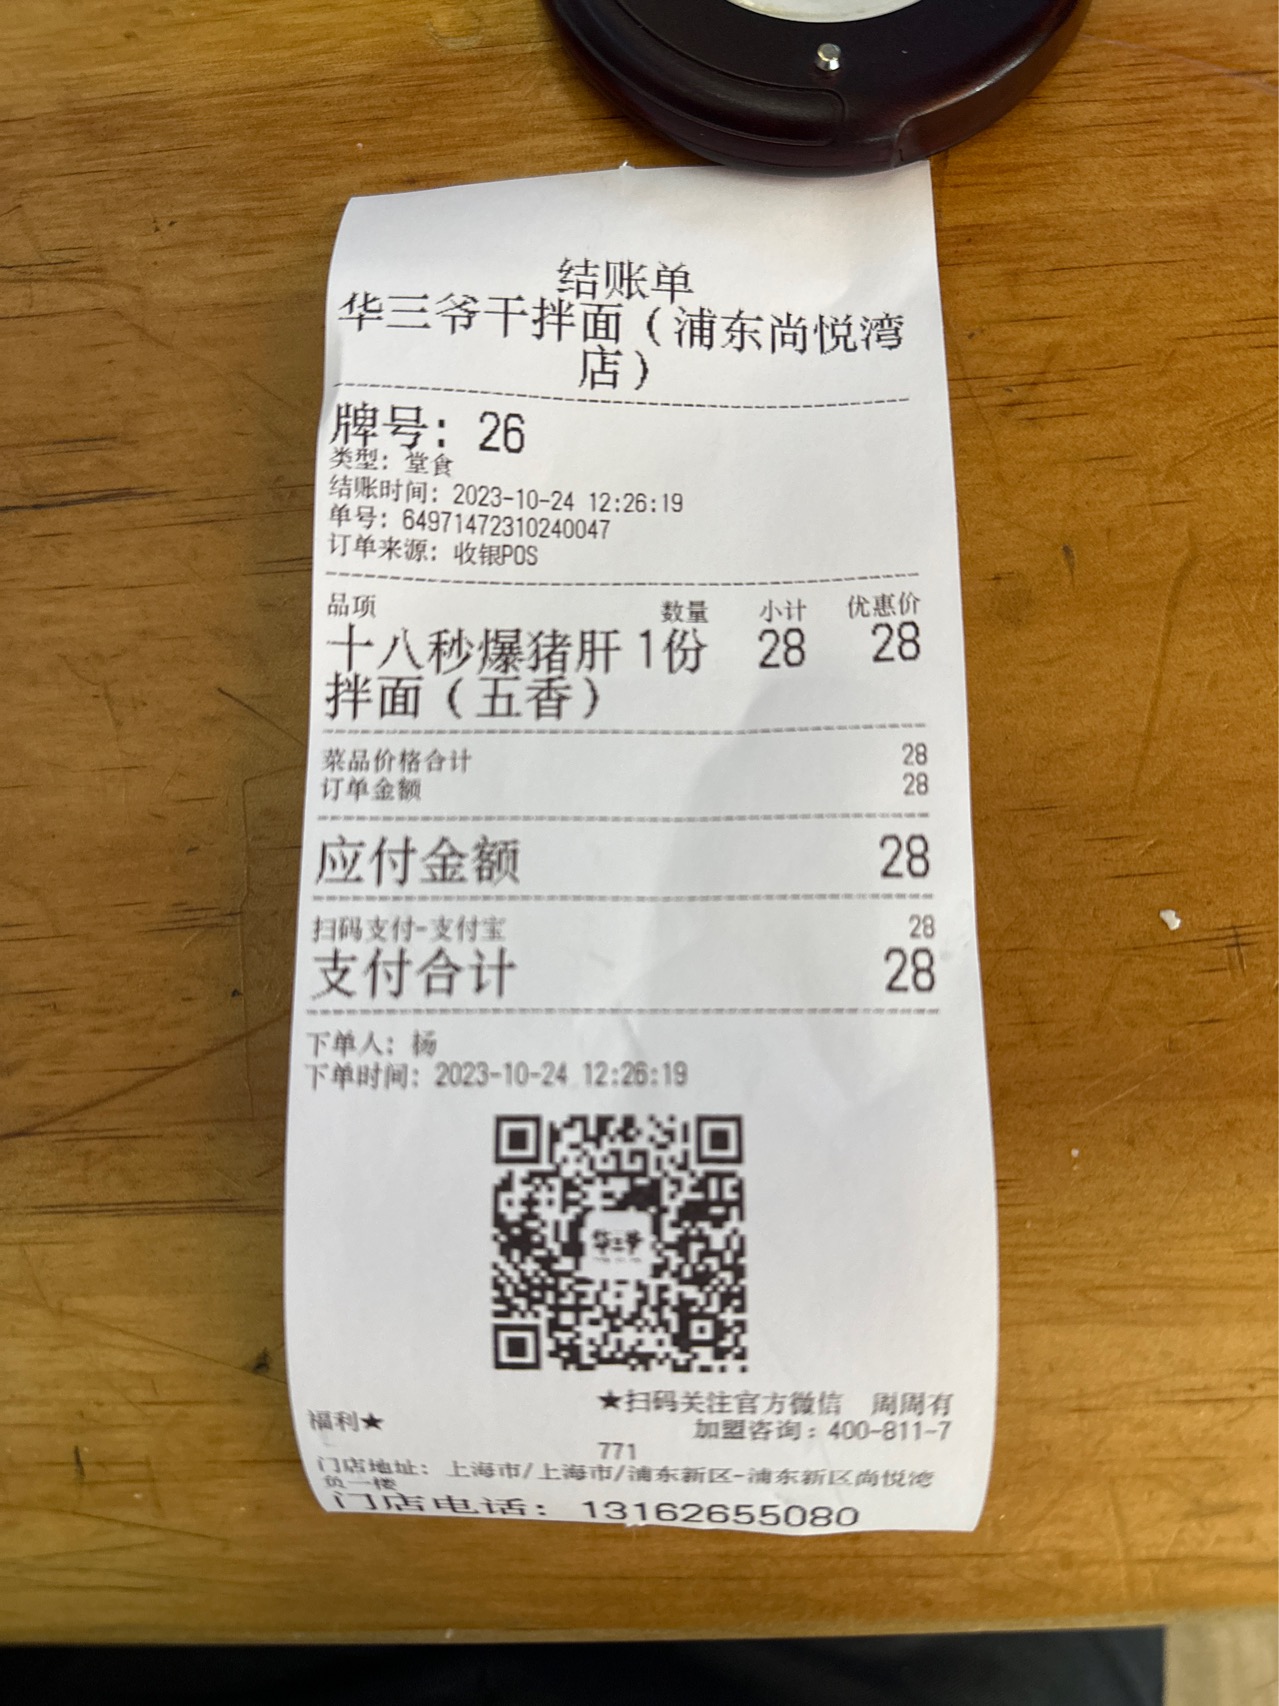 结账单
华三爷干拌面（浦东尚悦湾
店）
牌号：26
类型：堂食
结账时间：2023-10-24 12:26:19
单号：64971472310240047
订单来源：收银POS
品项 数量 小计 优惠价
十八秒爆猪肝 1份 28 28
拌面（五香）
菜品价格合计 28
订单金额 28
应付金额 28
扫码支付-支付宝 28
支付合计 28
下单人：杨
下单时间：2023-10-24 12:26:19
华三爷
★扫码关注官方微信 周周有
福利★ 加盟咨询：400-811-7
771
门店地址：上海市/上海市/浦东新区-浦东新区尚悦湾
负一楼
门店电话：13162655080